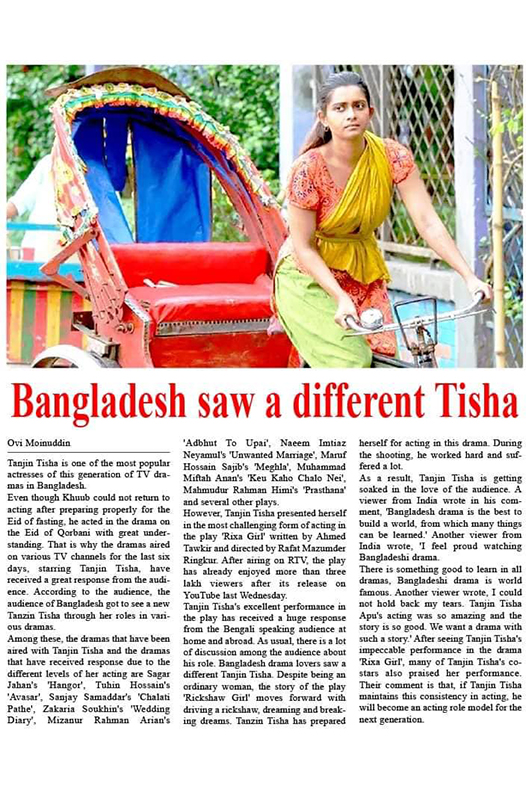 Bangladesh saw a different Tisha
Ovi Moinuddin
Tanjin Tisha is one of the most popular
actresses of this generation of TV dra-
mas in Bangladesh.
Even though Khuub could not return to
acting after preparing properly for the
Eid of fasting, he acted in the drama on
the Eid of Qorbani with great under-
standing. That is why the dramas aired
on various TV channels for the last six
days, starring Tanjin Tisha, have
received a great response from the audi-
ence. According to the audience, the
audience of Bangladesh got to see a new
Tanzin Tisha through her roles in vari-
ous dramas.
Among these, the dramas that have been
aired with Tanjin Tisha and the dramas
that have received response due to the
different levels of her acting are Sagar
Jahan's 'Hangor', Tuhin Hossain's
'Avasar', Sanjay Samaddar's 'Chalati
Pathe', Zakaria Soukhin's 'Wedding
Diary', Mizanur Rahman Arian's
'Adbhut To Upai', Naeem Imtiaz
Neyamul's 'Unwanted Marriage', Maruf
Hossain Sajib's 'Meghla', Muhammad
Miftah Anan's 'Keu Kaho Chalo Nei',
Mahmudur Rahman Himi's 'Prasthana'
and several other plays.
However, Tanjin Tisha presented herself
in the most challenging form of acting in
the play 'Rixa Girl' written by Ahmed
Tawkir and directed by Rafat Mazumder
Ringkur. After airing on RTV, the play
has already enjoyed more than three
lakh viewers after its release on
YouTube last Wednesday.
Tanjin Tisha's excellent performance in
the play has received a huge response
from the Bengali speaking audience at
home and abroad. As usual, there is a lot
of discussion among the audience about
his role. Bangladesh drama lovers saw a
different Tanjin Tisha. Despite being an
ordinary woman, the story of the play
'Rickshaw Girl' moves forward with
driving a rickshaw, dreaming and break-
ing dreams. Tanzin Tisha has prepared
herself for acting in this drama. During
the shooting, he worked hard and suf-
fered a lot.
As a result, Tanjin Tisha is getting
soaked in the love of the audience. A
viewer from India wrote in his com-
ment, 'Bangladesh drama is the best to
build a world, from which many things
can be learned.' Another viewer from
India wrote, 'I feel proud watching
Bangladeshi drama.
There is something good to learn in all
dramas, Bangladeshi drama is world
famous. Another viewer wrote, I could
not hold back my tears. Tanjin Tisha
Apu's acting was so amazing and the
story is so good. We want a drama with
such a story.' After seeing Tanjin Tisha's
impeccable performance in the drama
'Rixa Girl', many of Tanjin Tisha's co-
stars also praised her performance.
Their comment is that, if Tanjin Tisha
maintains this consistency in acting, he
will become an acting role model for the
next generation.